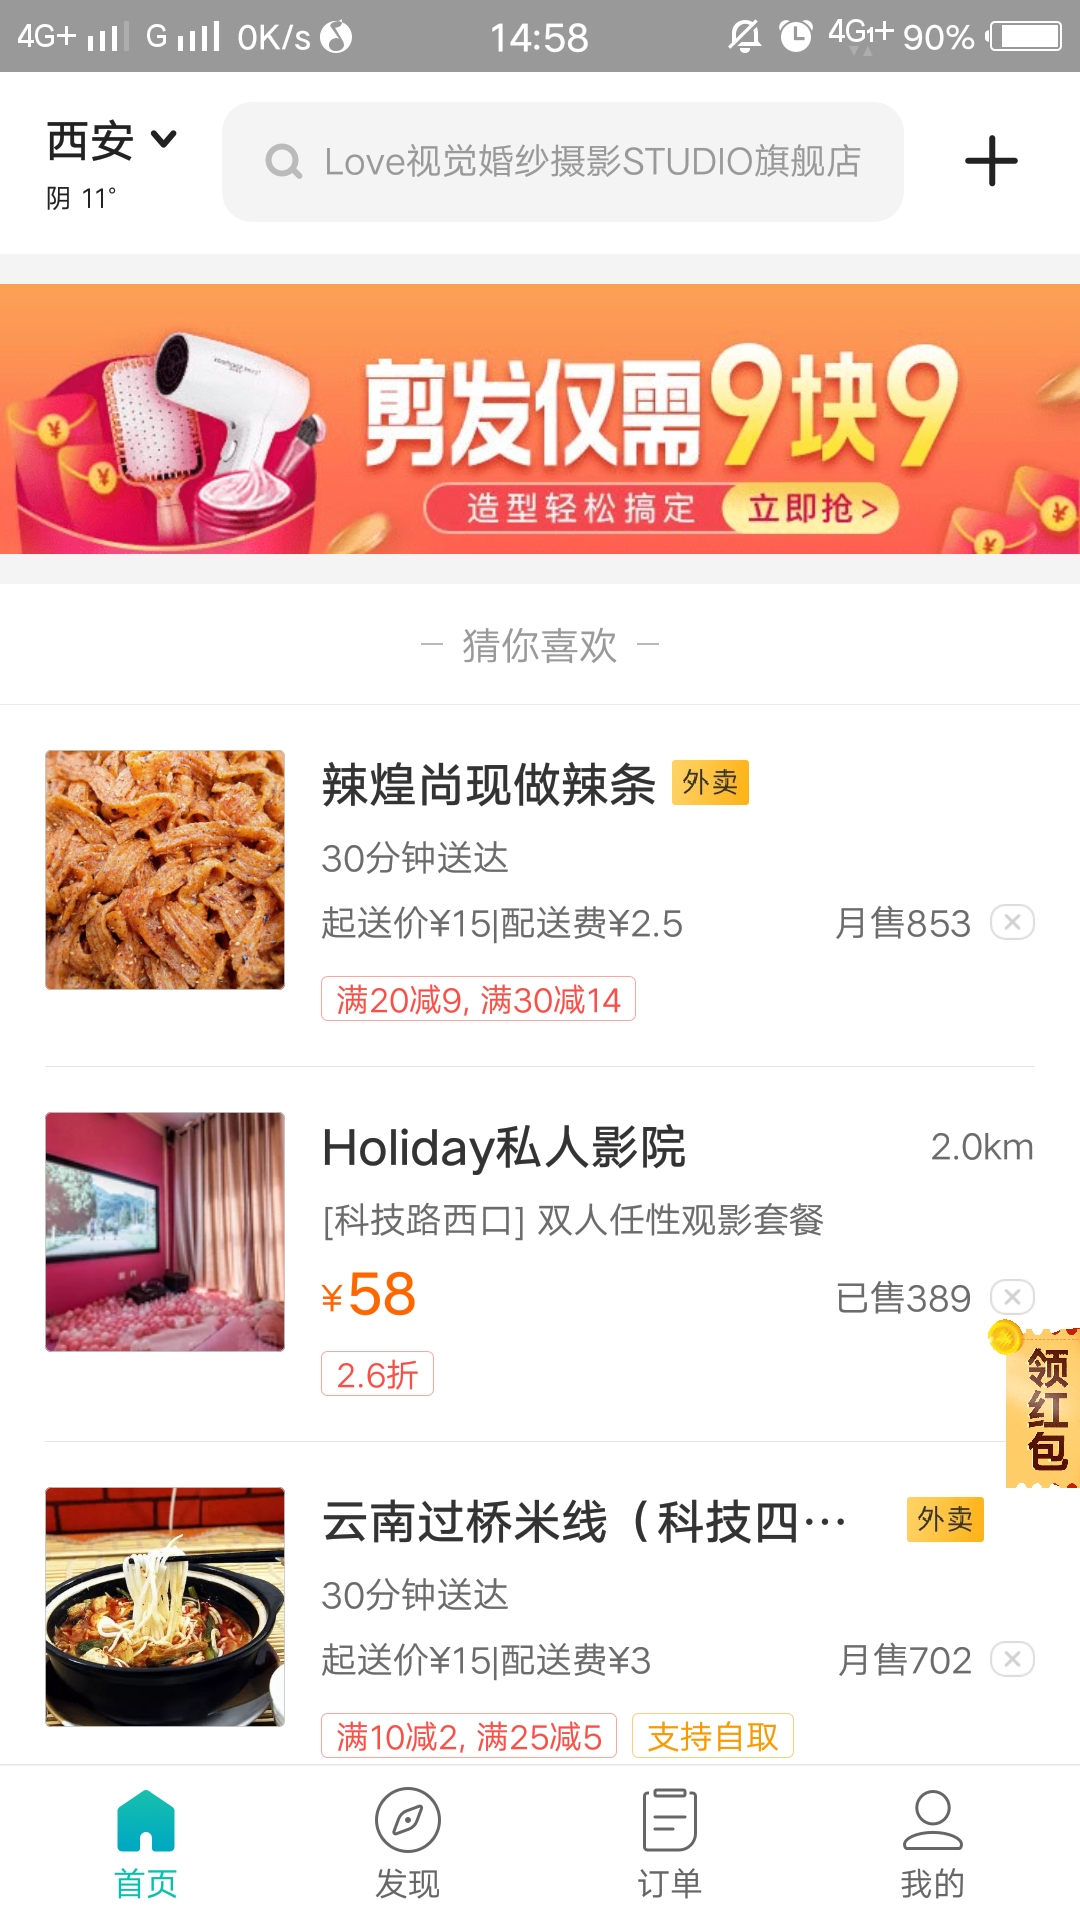 4G+ G 0K/s 14:58 4G+ 90%
西安
阴 11°
Love视觉婚纱摄影STUDIO旗舰店
剪发仅需9块9
造型轻松搞定 立即抢>
猜你喜欢
辣煌尚现做辣条 外卖
30分钟送达
起送价¥15|配送费¥2.5 月售853
满20减9, 满30减14
Holiday私人影院 2.0km
[科技路西口] 双人任性观影套餐
¥58 已售389
2.6折
领红包
云南过桥米线（科技四… 外卖
30分钟送达
起送价¥15|配送费¥3 月售702
满10减2, 满25减5 支持自取
首页 发现 订单 我的